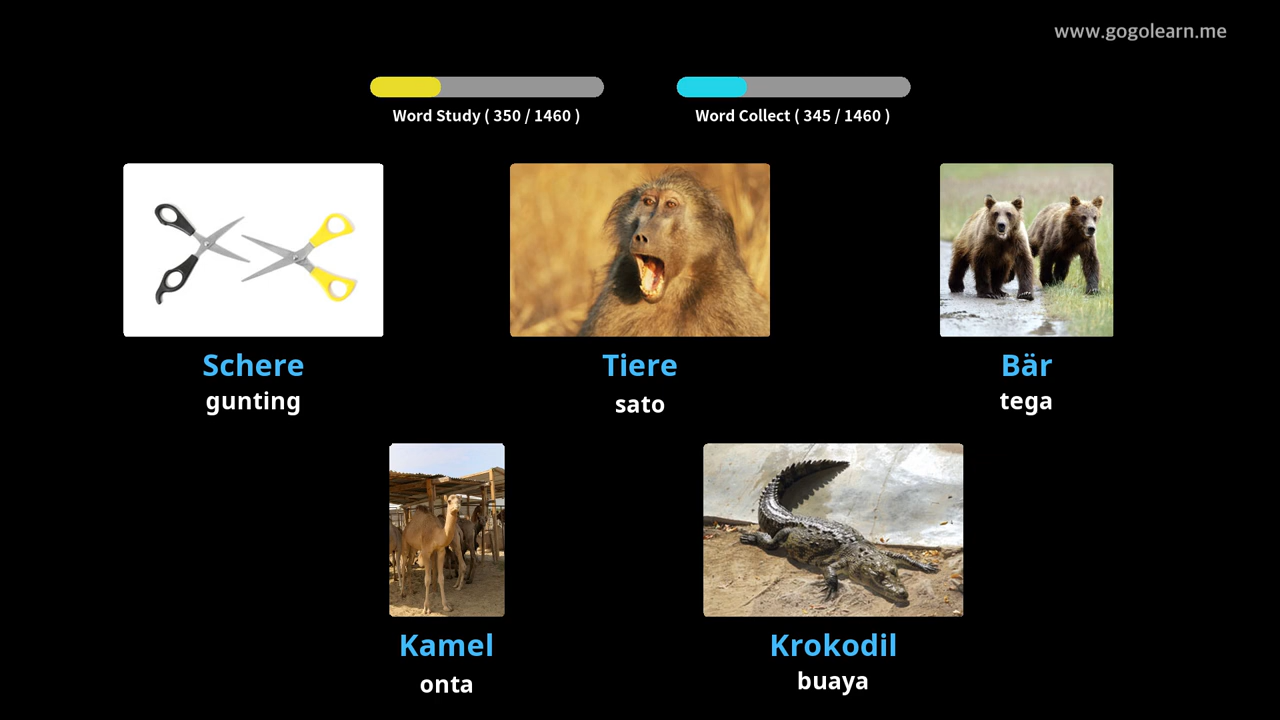 www.gogolearn.me
Word Study ( 350 / 1460 )
Word Collect ( 345 / 1460 )
Schere
gunting
Tiere
sato
Bär
tega
Kamel
onta
Krokodil
buaya